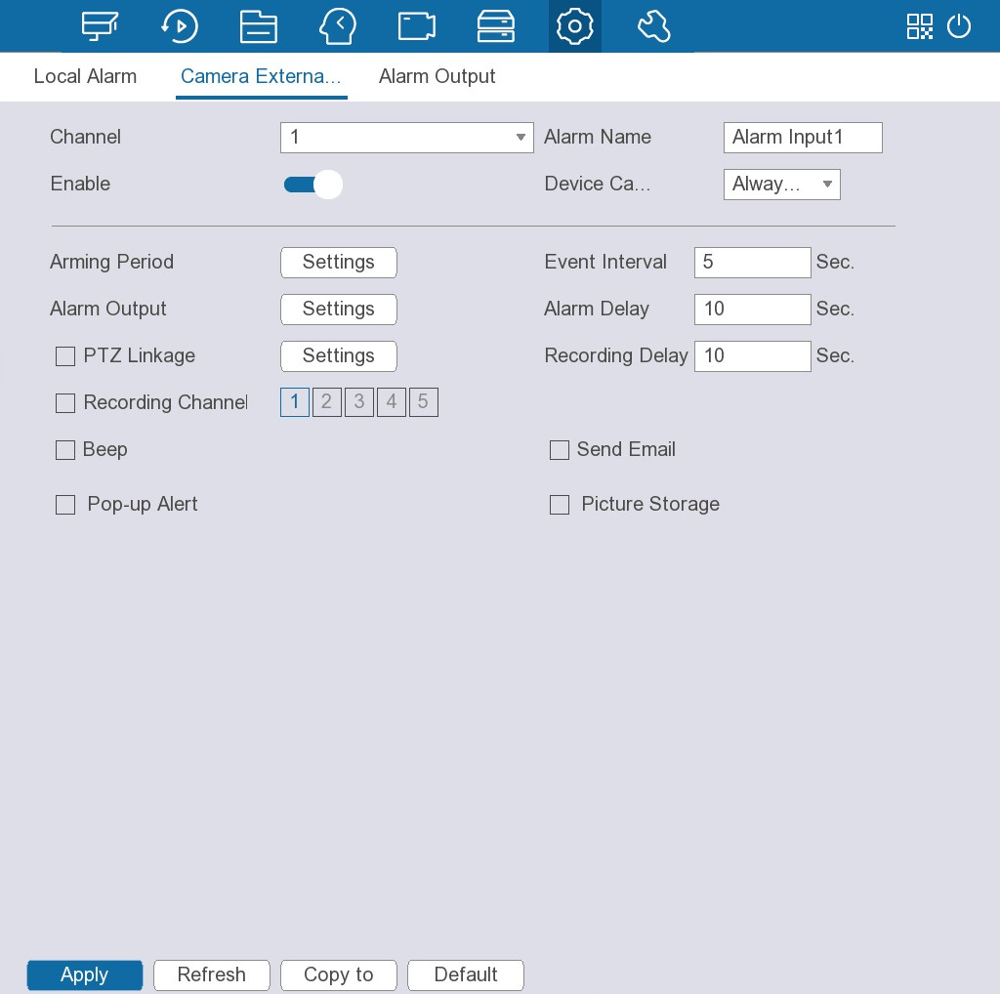 Local Alarm Camera Externa... Alarm Output
Channel 1 Alarm Name Alarm Input1
Enable Device Ca... Alway...
Arming Period Settings Event Interval 5 Sec.
Alarm Output Settings Alarm Delay 10 Sec.
PTZ Linkage Settings Recording Delay 10 Sec.
Recording Channel 1 2 3 4 5
Beep Send Email
Pop-up Alert Picture Storage
Apply Refresh Copy to Default